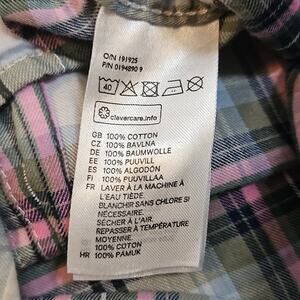 O/N 191925
P/N 0194890 9
40
clevercare.info
GB 100% COTTON
CZ 100% BAVLNA
DE 100% BAUMWOLLE
EE 100% PUUVILL
ES 100% ALGODÓN
FI 100% PUUVILLAA
FR LAVER À LA MACHINE À
L'EAU TIÈDE.
BLANCHIR SANS CHLORE SI
NÉCESSAIRE.
SÉCHER À L'AIR.
REPASSER À TEMPÉRATURE
MOYENNE.
100% COTON
HR 100% PAMUK